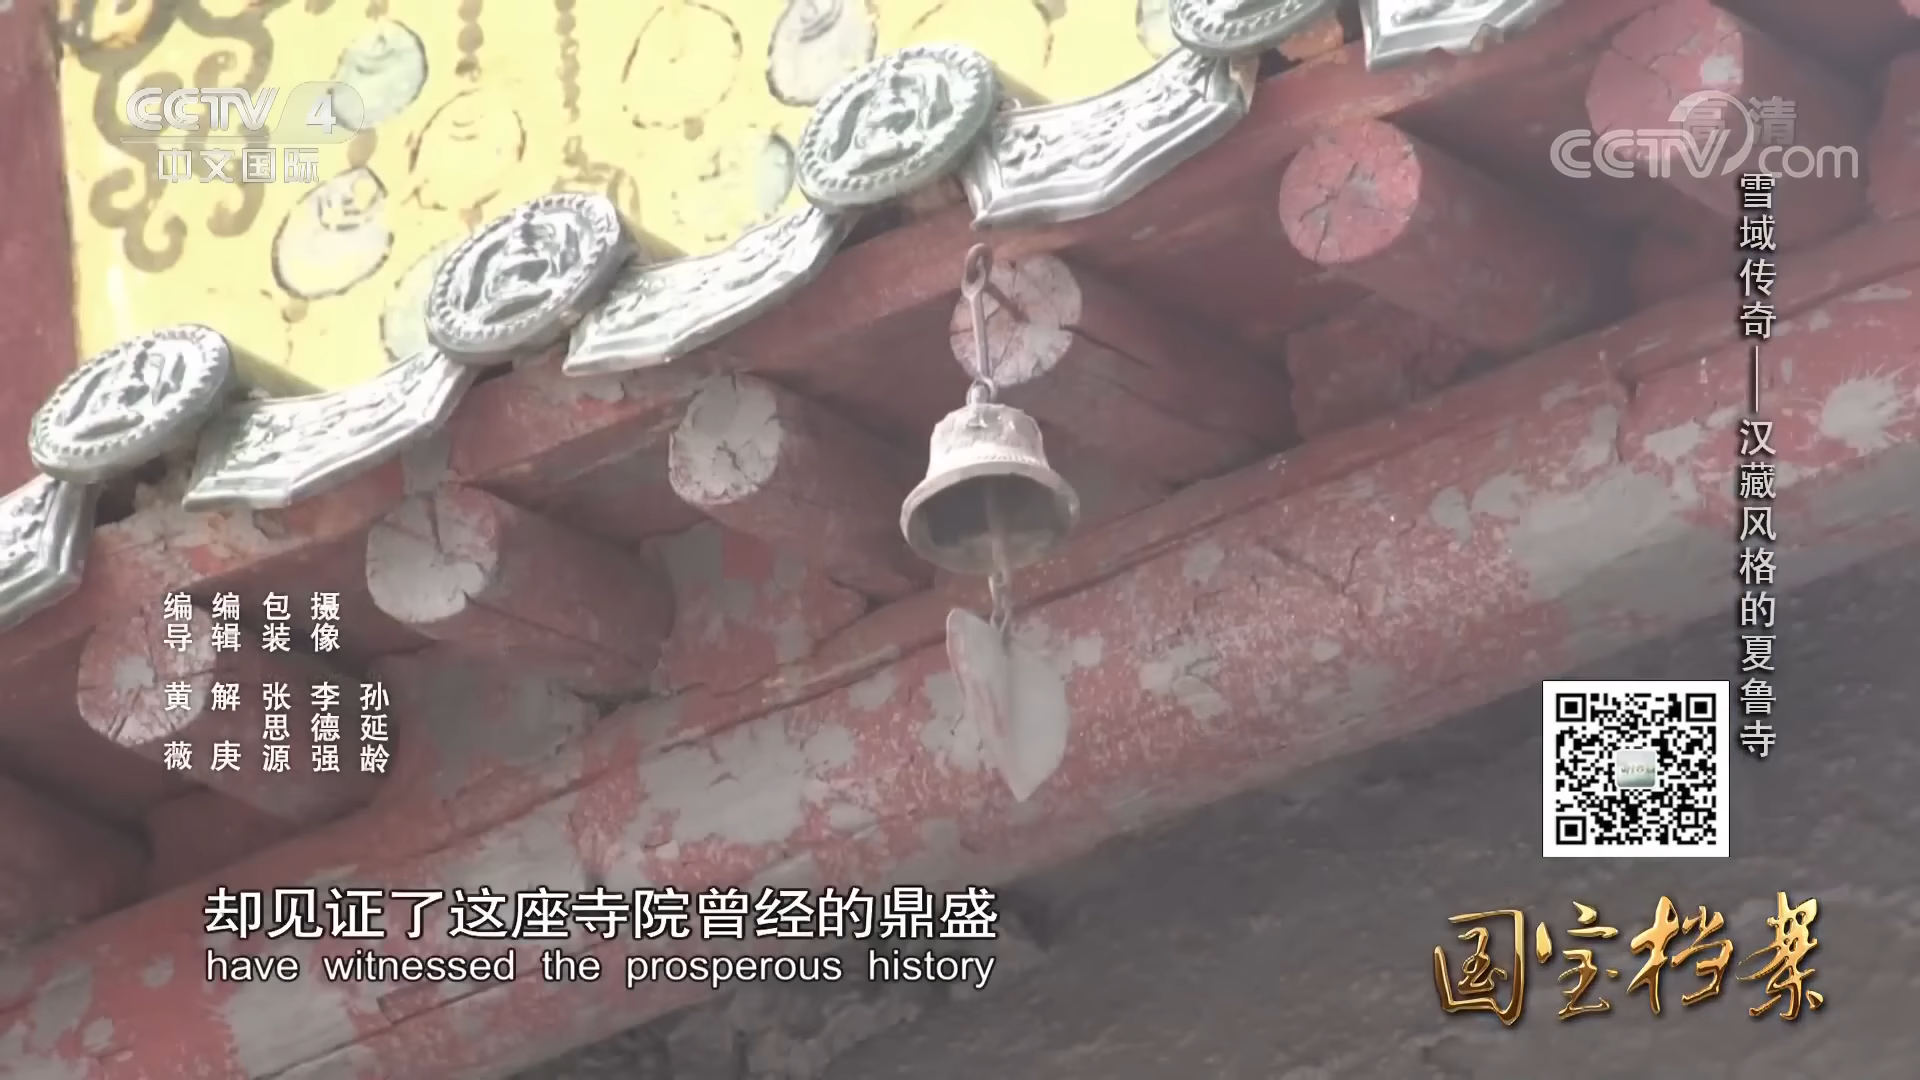 CCTV 4
中文国际
高清
CCTV.com
雪域传奇——汉藏风格的夏鲁寺
编导 黄薇
编辑 解庚
包装 张思源
摄像 李德强 孙延龄
却见证了这座寺院曾经的鼎盛
have witnessed the prosperous history
国宝档案